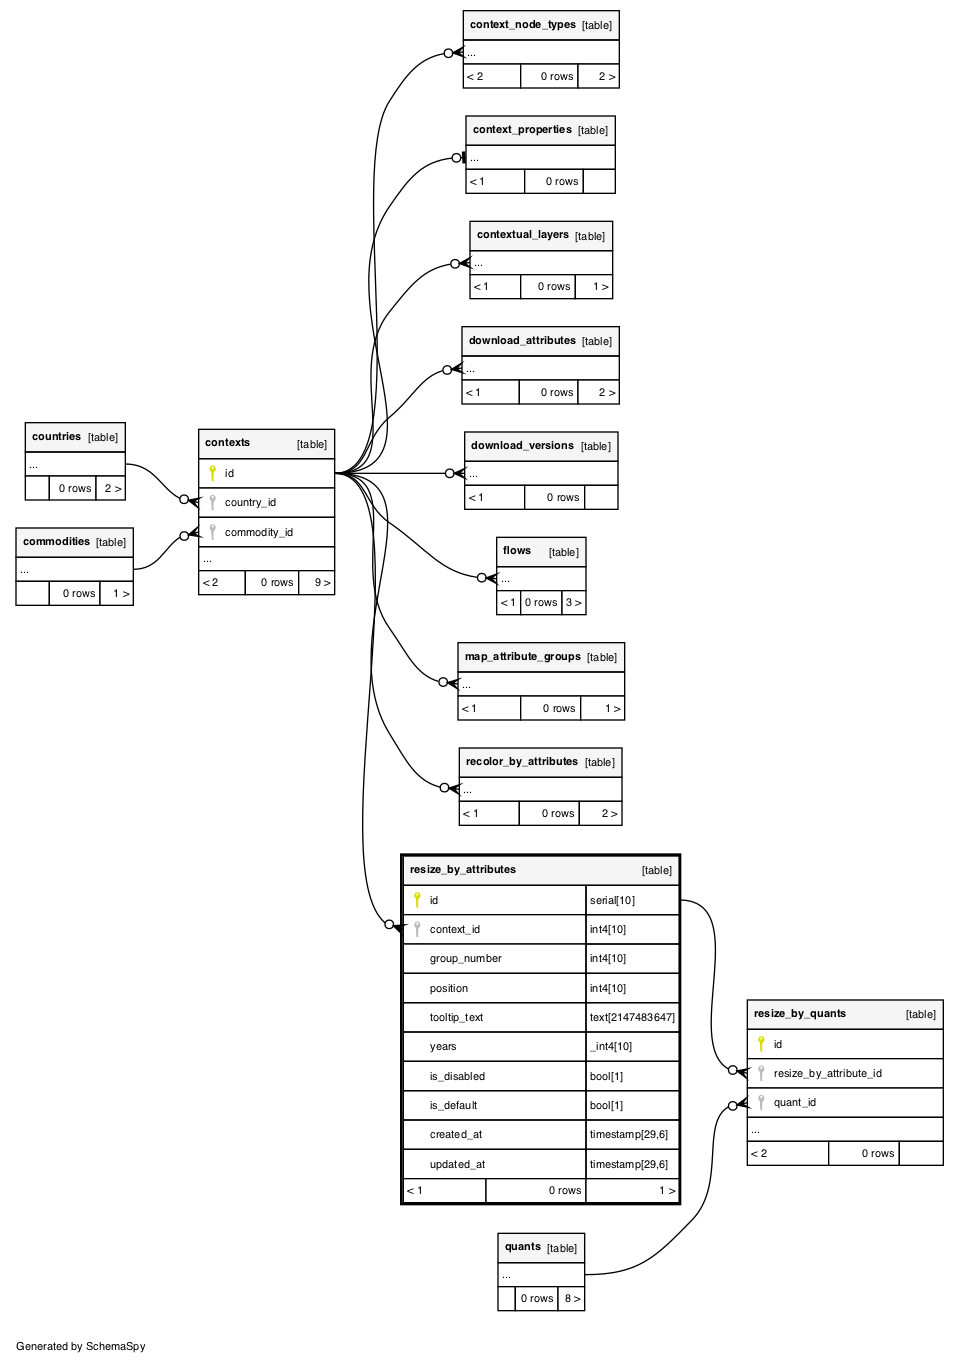 context_node_types [table]
...
< 2 0 rows 2 >
context_properties [table]
...
< 1 0 rows
contextual_layers [table]
...
< 1 0 rows 1 >
download_attributes [table]
...
< 1 0 rows 2 >
countries [table]
...
0 rows 2 >
commodities [table]
...
0 rows 1 >
contexts [table]
id
country_id
commodity_id
...
< 2 0 rows 9 >
download_versions [table]
...
< 1 0 rows
flows [table]
...
< 1 0 rows 3 >
map_attribute_groups [table]
...
< 1 0 rows 1 >
recolor_by_attributes [table]
...
< 1 0 rows 2 >
resize_by_attributes [table]
id serial[10]
context_id int4[10]
group_number int4[10]
position int4[10]
tooltip_text text[2147483647]
years _int4[10]
is_disabled bool[1]
is_default bool[1]
created_at timestamp[29,6]
updated_at timestamp[29,6]
< 1 0 rows 1 >
resize_by_quants [table]
id
resize_by_attribute_id
quant_id
...
< 2 0 rows
quants [table]
...
0 rows 8 >
Generated by SchemaSpy